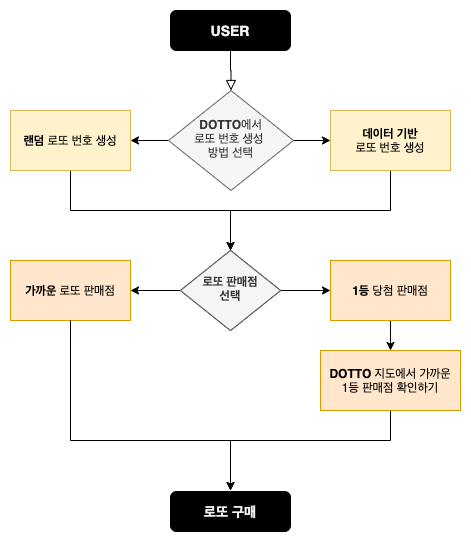 USER
DOTTO에서
로또 번호 생성
방법 선택
랜덤 로또 번호 생성
데이터 기반
로또 번호 생성
로또 판매점
선택
가까운 로또 판매점
1등 당첨 판매점
DOTTO 지도에서 가까운
1등 판매점 확인하기
로또 구매